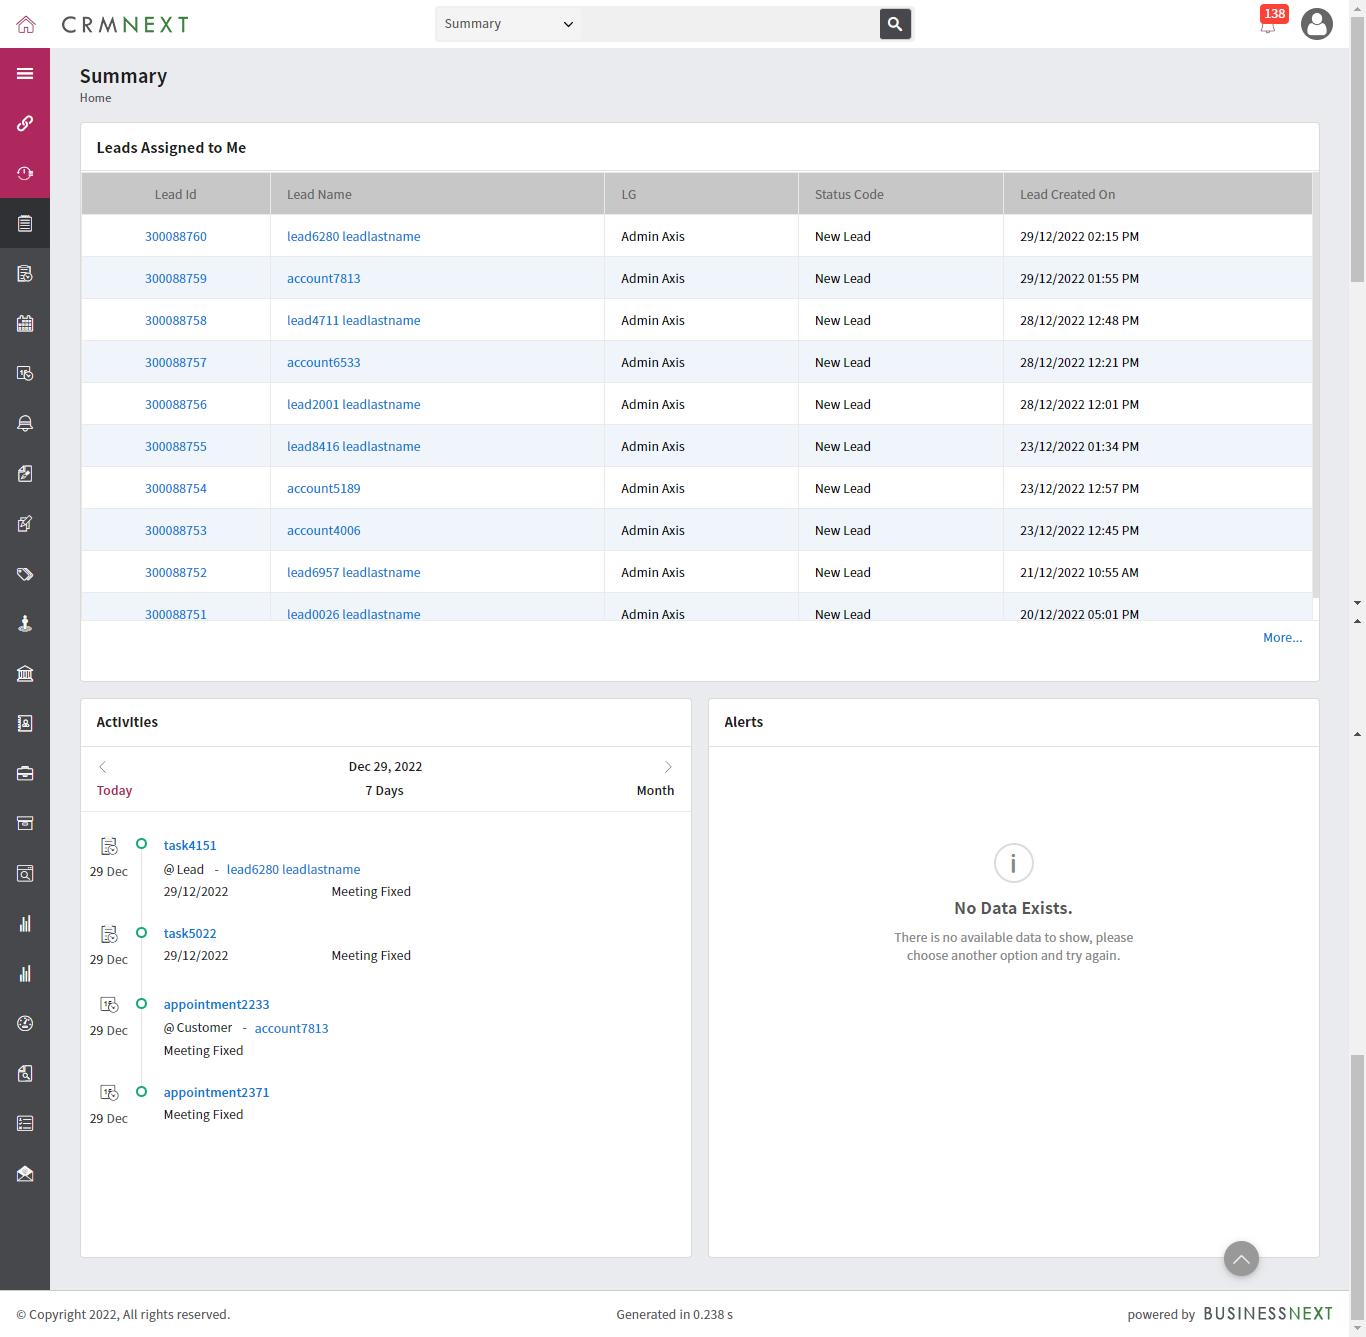 CRMNEXT
Summary
138
Summary
Home
Leads Assigned to Me
Lead Id Lead Name LG Status Code Lead Created On
300088760 lead6280 leadlastname Admin Axis New Lead 29/12/2022 02:15 PM
300088759 account7813 Admin Axis New Lead 29/12/2022 01:55 PM
300088758 lead4711 leadlastname Admin Axis New Lead 28/12/2022 12:48 PM
300088757 account6533 Admin Axis New Lead 28/12/2022 12:21 PM
300088756 lead2001 leadlastname Admin Axis New Lead 28/12/2022 12:01 PM
300088755 lead8416 leadlastname Admin Axis New Lead 23/12/2022 01:34 PM
300088754 account5189 Admin Axis New Lead 23/12/2022 12:57 PM
300088753 account4006 Admin Axis New Lead 23/12/2022 12:45 PM
300088752 lead6957 leadlastname Admin Axis New Lead 21/12/2022 10:55 AM
300088751 lead0026 leadlastname Admin Axis New Lead 20/12/2022 05:01 PM
More...
Activities
Dec 29, 2022
Today 7 Days Month
task4151
29 Dec
@ Lead - lead6280 leadlastname
29/12/2022 Meeting Fixed
task5022
29 Dec
29/12/2022 Meeting Fixed
appointment2233
29 Dec
@ Customer - account7813
Meeting Fixed
appointment2371
29 Dec
Meeting Fixed
Alerts
No Data Exists.
There is no available data to show, please
choose another option and try again.
© Copyright 2022, All rights reserved. Generated in 0.238 s powered by BUSINESSNEXT